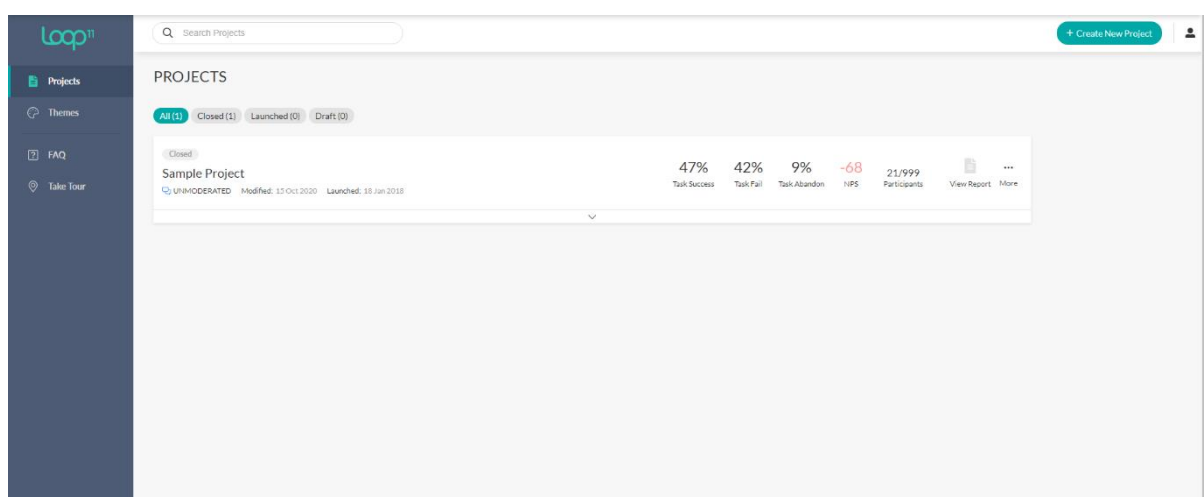 Loop11
Search Projects
+ Create New Project
Projects
Themes
FAQ
Take Tour
PROJECTS
All (1) Closed (1) Launched (0) Draft (0)
Closed
Sample Project
UNMODERATED Modified: 15 Oct 2020 Launched: 18 Jan 2018
47% 42% 9% -68 21/999
Task Success Task Fail Task Abandon NPS Participants View Report More